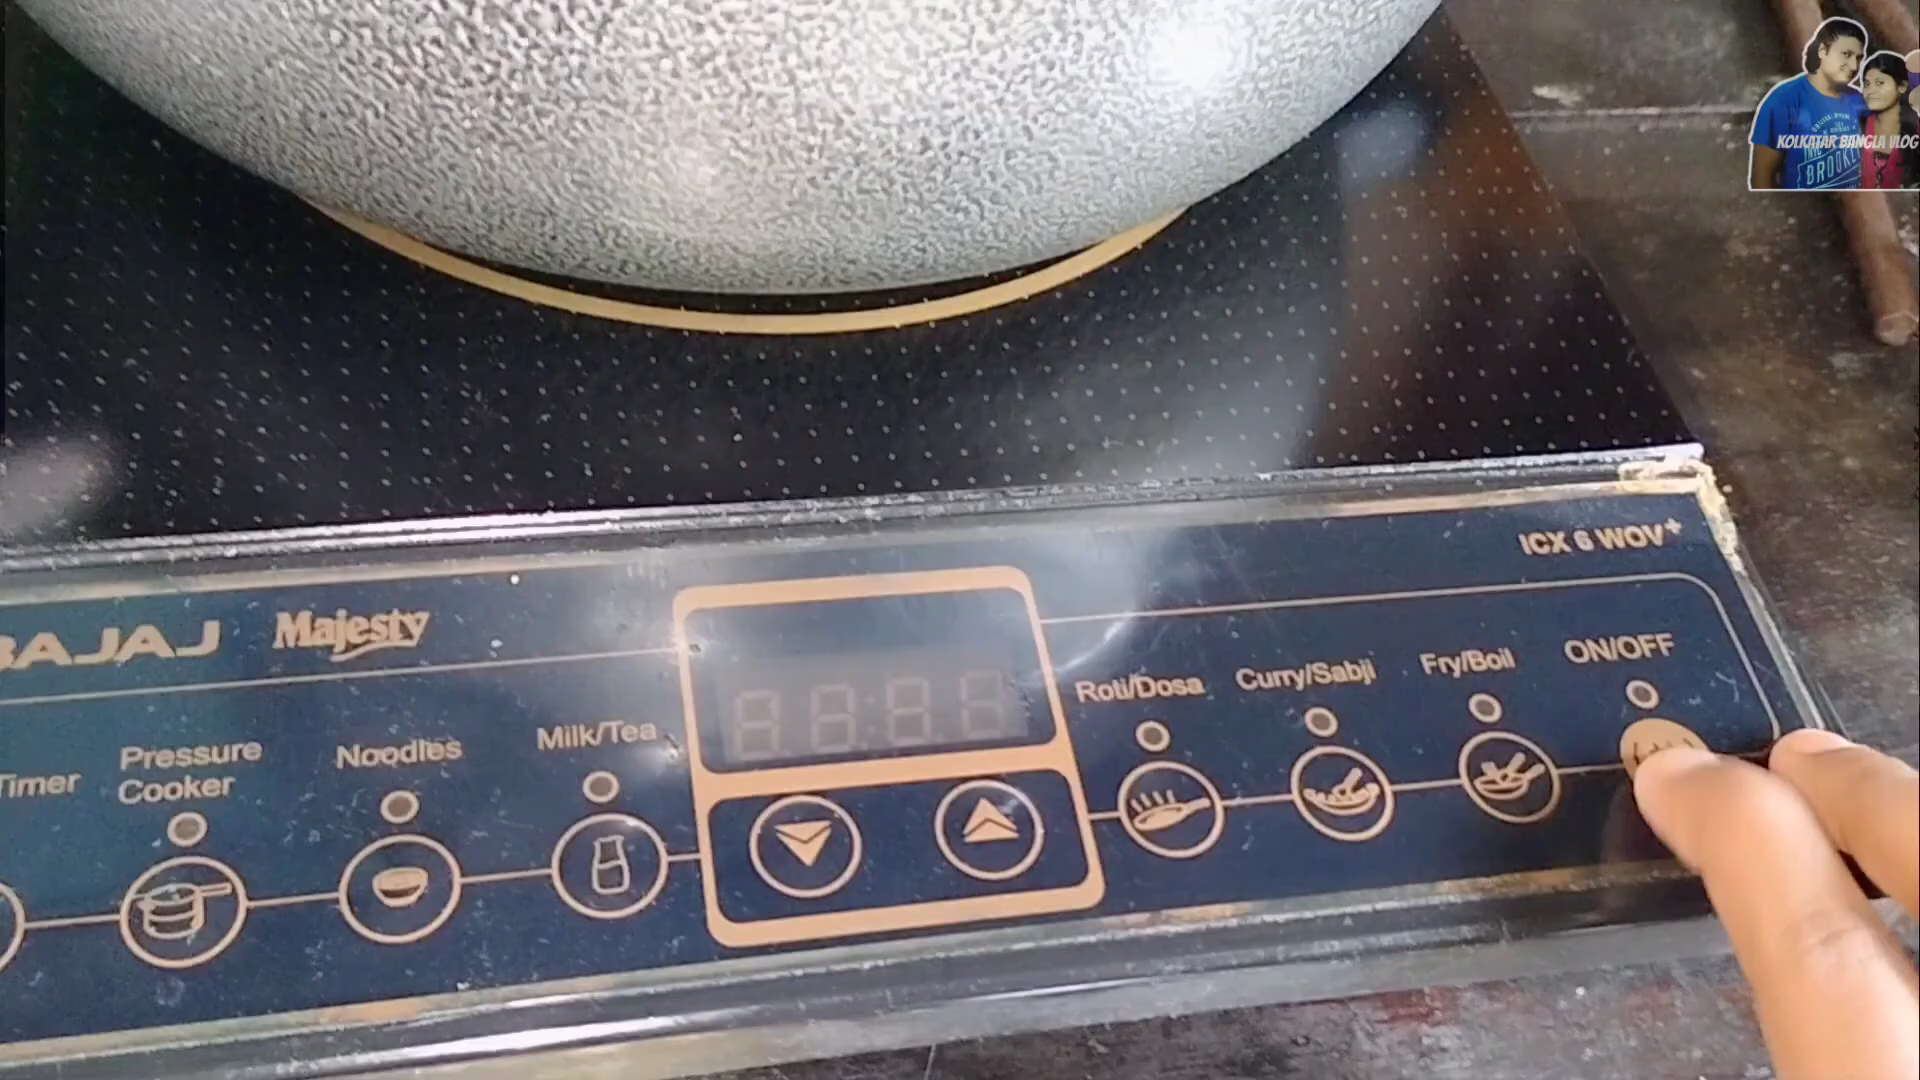 KOLKATAR BANGLA VLOG
BROOKL
ICX 6 WOV+
BAJAJ Majesty
Timer
Pressure
Cooker
Noodles
Milk/Tea
Roti/Dosa
Curry/Sabji
Fry/Boil
ON/OFF